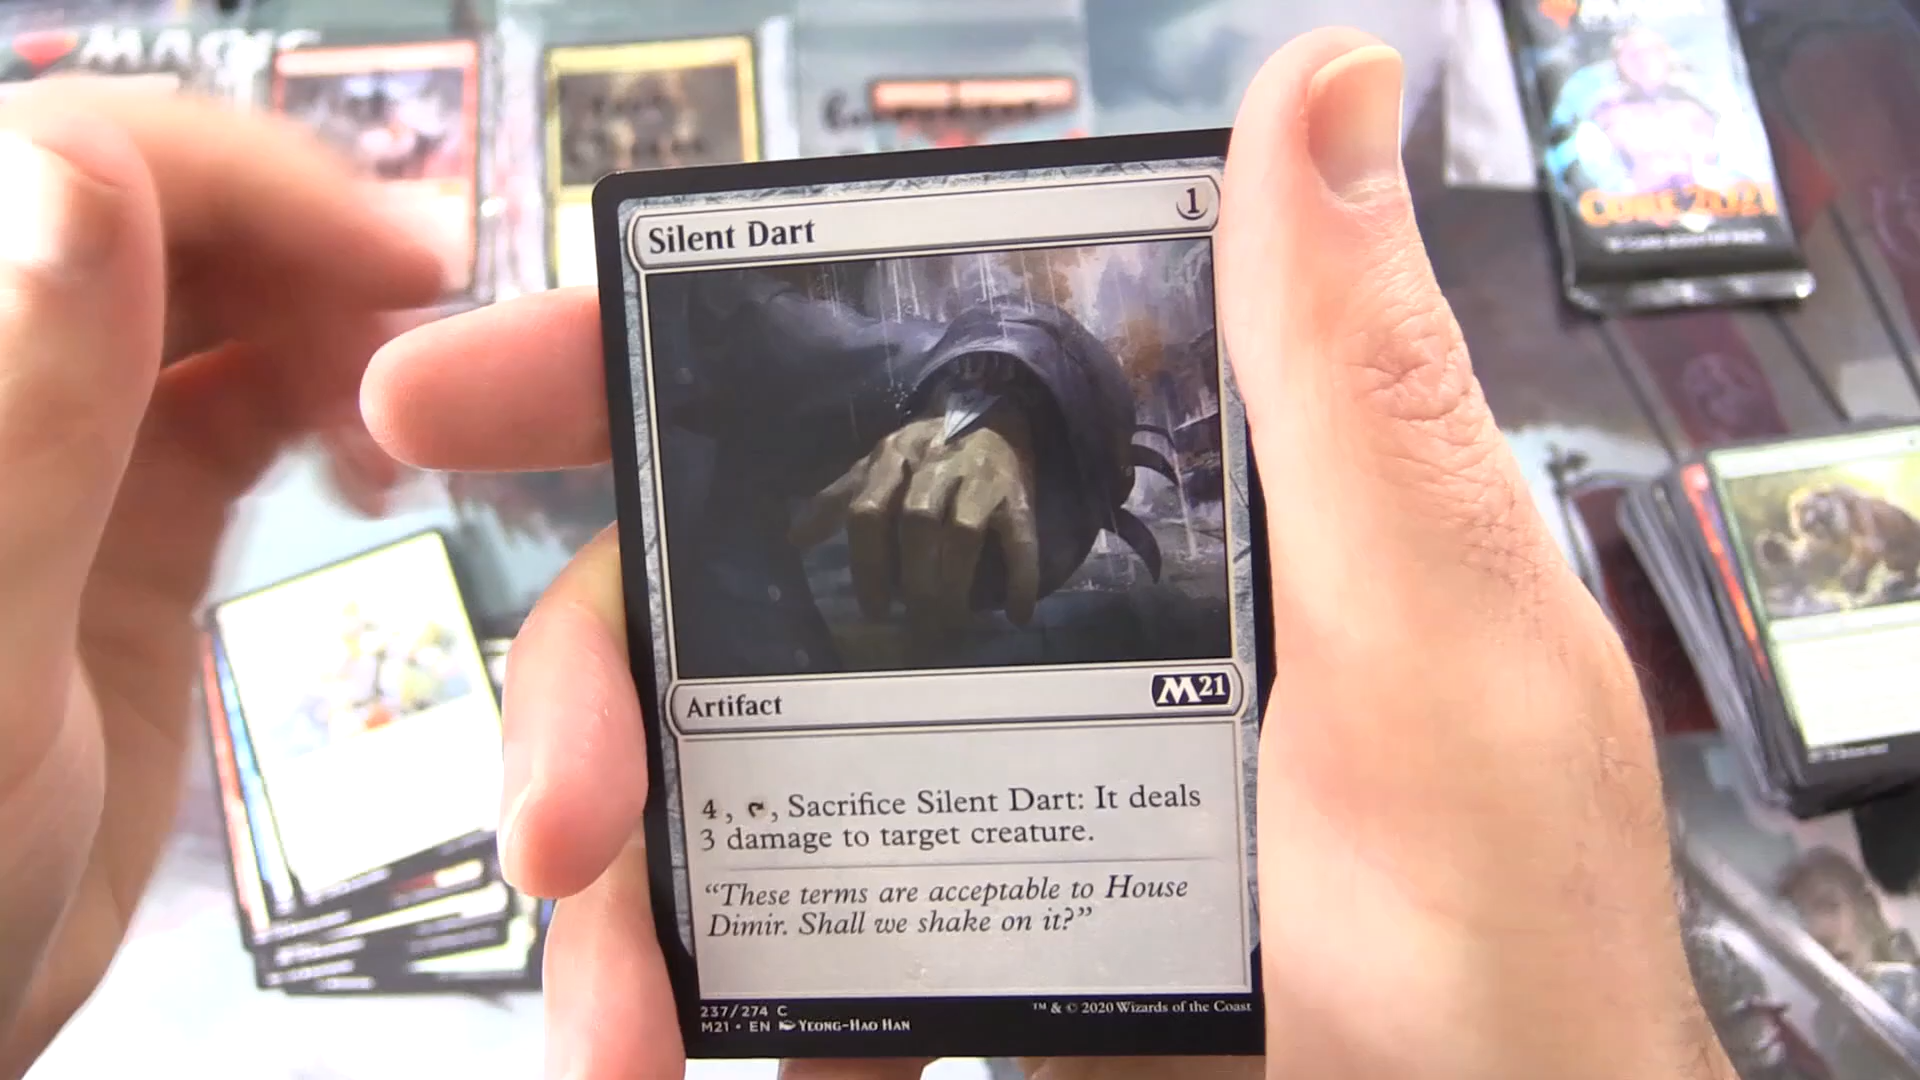 MAGIC
CORE 2021
Silent Dart
1
Artifact
M21
4, , Sacrifice Silent Dart: It deals
3 damage to target creature.
“These terms are acceptable to House
Dimir. Shall we shake on it?”
237/274 C
M21 • EN Yeong-Hao Han
™ & © 2020 Wizards of the Coast